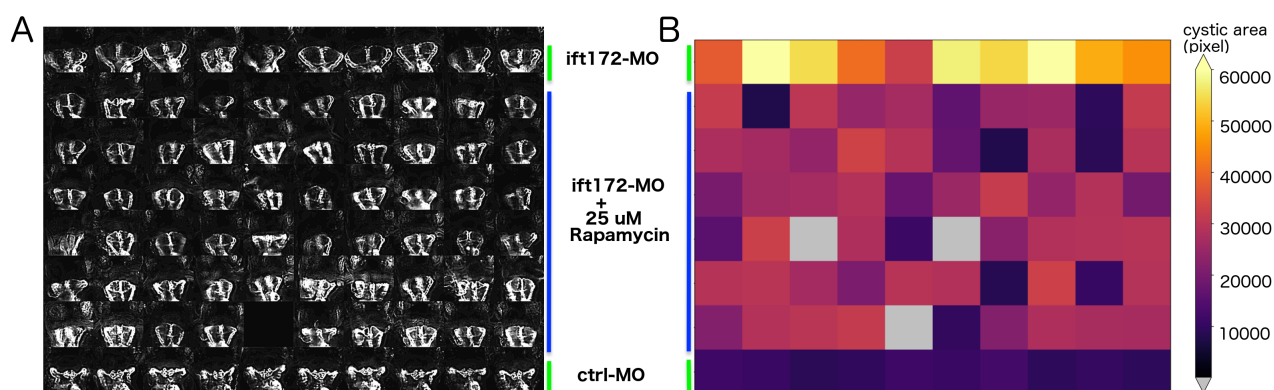 A
B
ift172-MO
ift172-MO
+
25 uM
Rapamycin
ctrl-MO
cystic area
(pixel)
60000
50000
40000
30000
20000
10000